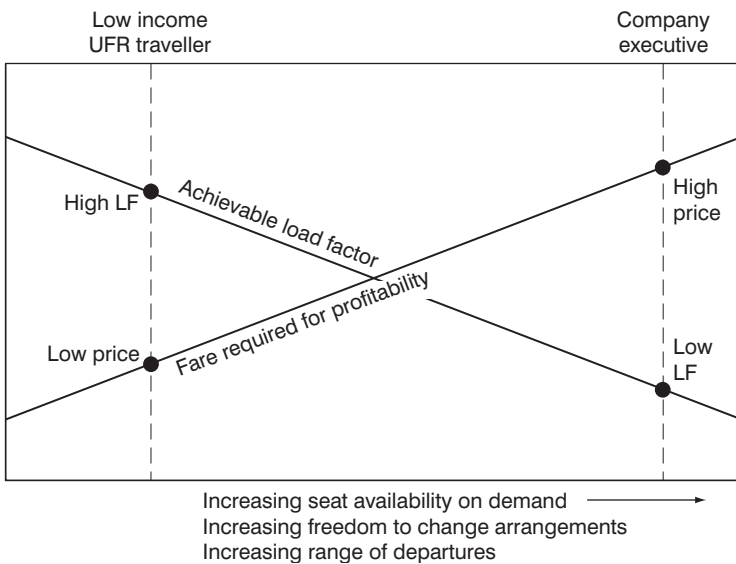 Low income
UFR traveller
Company
executive
High LF
Achievable load factor
High
price
Low price
Fare required for profitability
Low
LF
Increasing seat availability on demand
Increasing freedom to change arrangements
Increasing range of departures